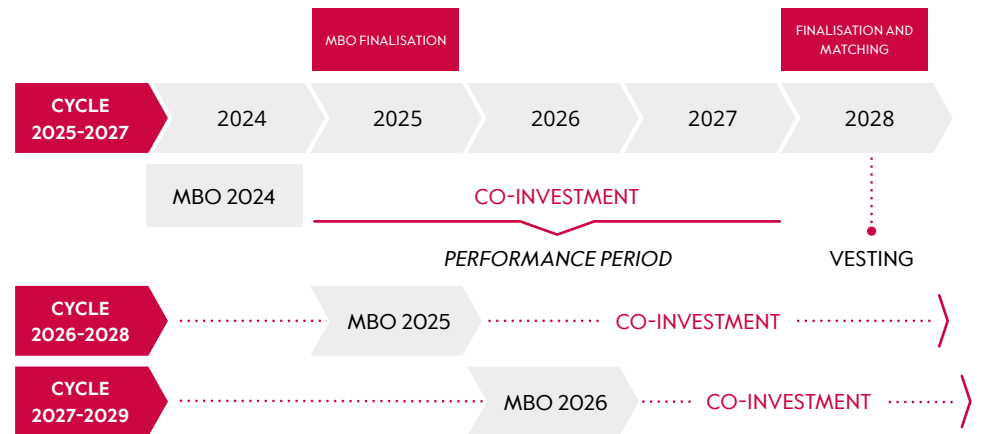 MBO FINALISATION
FINALISATION AND
MATCHING
CYCLE
2025-2027
2024
2025
2026
2027
2028
MBO 2024
CO-INVESTMENT
PERFORMANCE PERIOD
VESTING
CYCLE
2026-2028
MBO 2025
CO-INVESTMENT
CYCLE
2027-2029
MBO 2026
CO-INVESTMENT